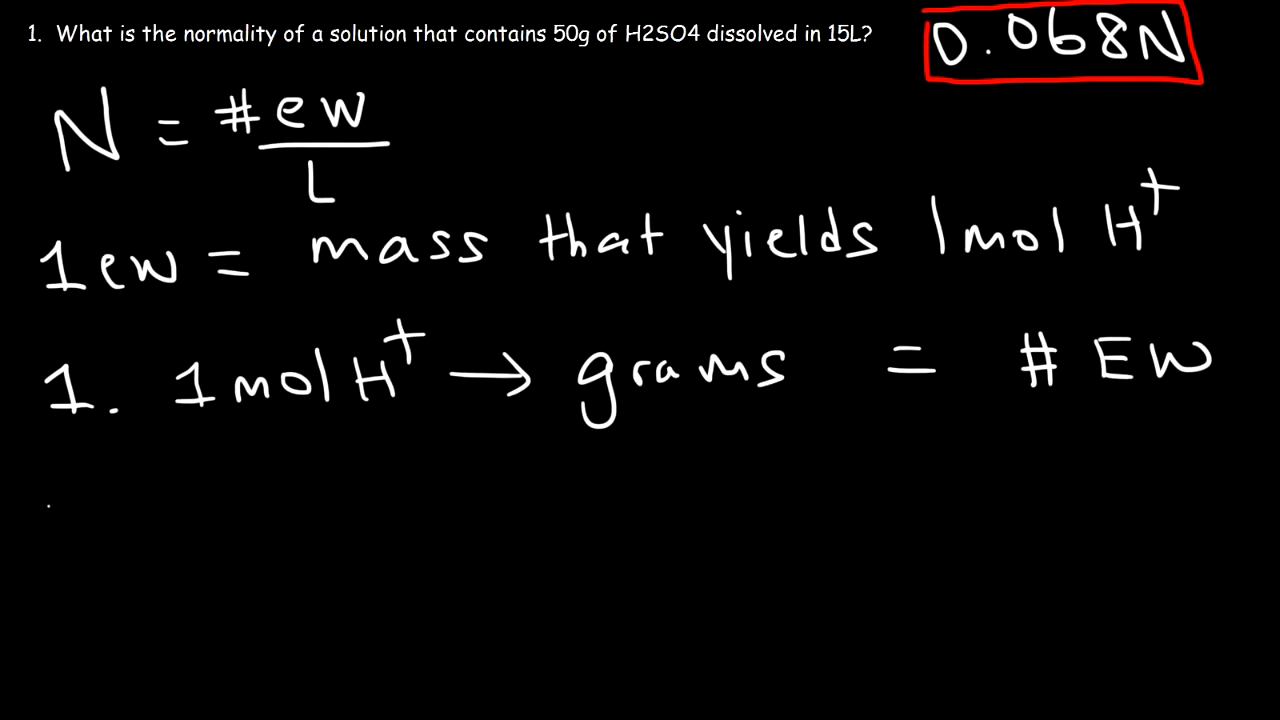 1. What is the normality of a solution that contains 50g of H2SO4 dissolved in 15L?
0.068N
N = #ew
L
1ew = mass that yields 1mol H+
1. 1mol H+ → grams = # EW